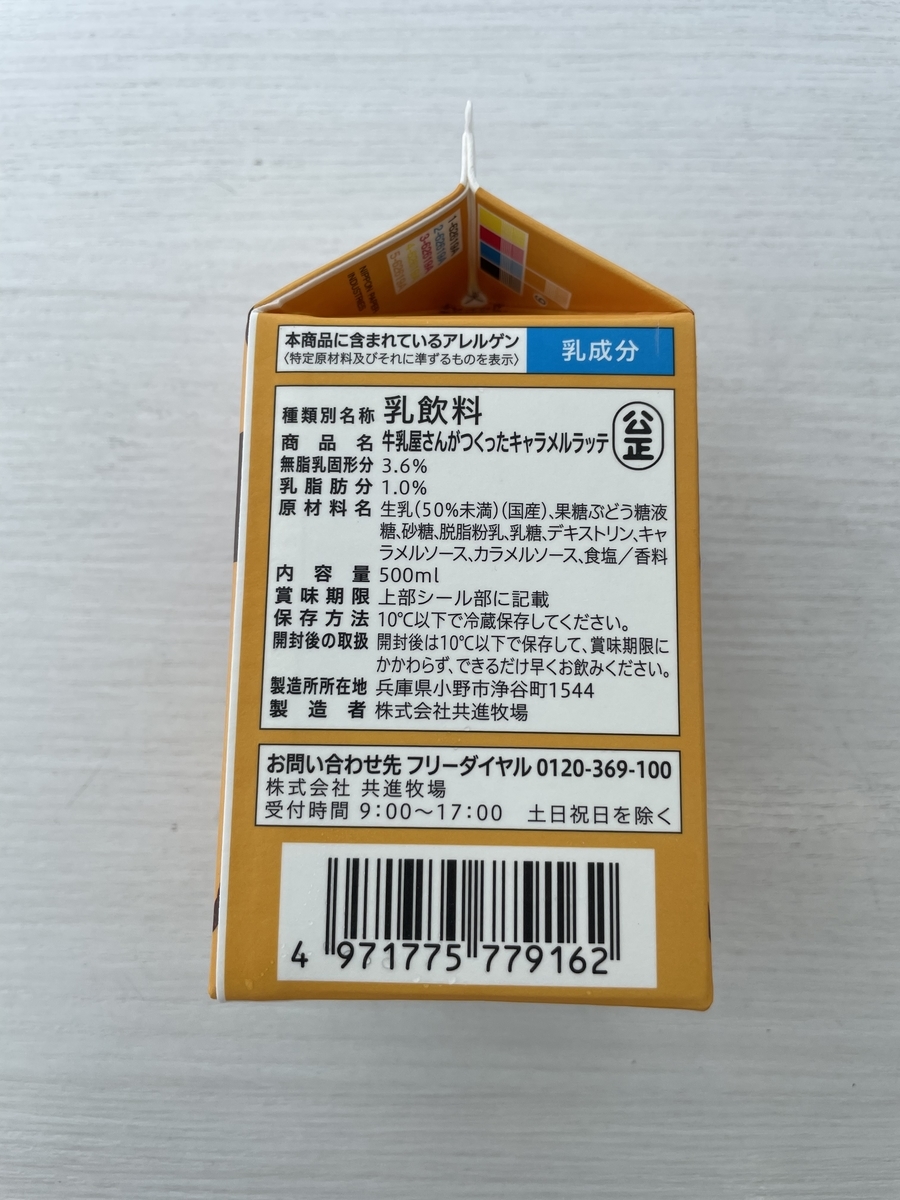 1-62619A
2-62619A
3-62619A
5-62619A
NIPPON PAPER
INDUSTRIES
本商品に含まれているアレルゲン
〈特定原材料及びそれに準ずるものを表示〉
乳成分
種類別名称 乳飲料
公正
商品名 牛乳屋さんがつくったキャラメルラッテ
無脂乳固形分 3.6%
乳脂肪分 1.0%
原材料名 生乳(50%未満)(国産)、果糖ぶどう糖液
糖、砂糖、脱脂粉乳、乳糖、デキストリン、キャ
ラメルソース、カラメルソース、食塩/香料
内容量 500ml
賞味期限 上部シール部に記載
保存方法 10℃以下で冷蔵保存してください。
開封後の取扱 開封後は10℃以下で保存して、賞味期限に
かかわらず、できるだけ早くお飲みください。
製造所所在地 兵庫県小野市浄谷町1544
製造者 株式会社共進牧場
お問い合わせ先 フリーダイヤル 0120-369-100
株式会社 共進牧場
受付時間 9:00～17:00 土日祝日を除く
4 971775 779162